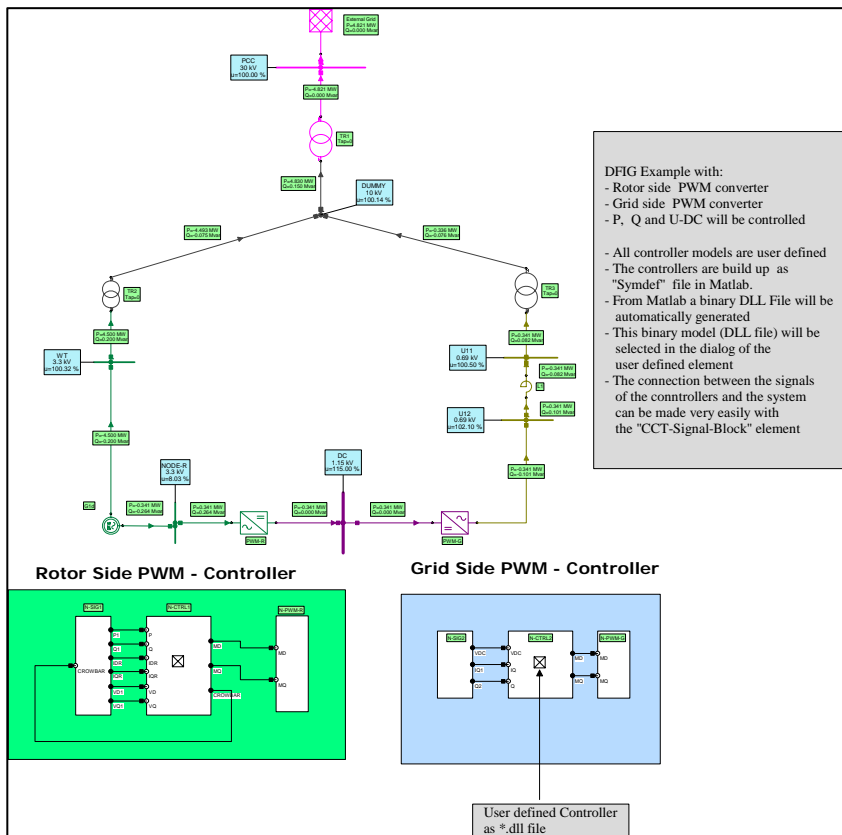 External Grid
P=4.821 MW
Q=0.000 Mvar
PCC
30 kV
u=100.00 %
P=-4.821 MW
Q=0.000 Mvar
TR1
Tap=0
P=4.830 MW
Q=0.150 Mvar
DUMMY
10 kV
u=100.14 %
P=-4.493 MW
Q=-0.075 Mvar
P=-0.336 MW
Q=-0.076 Mvar
TR2
Tap=0
TR3
Tap=0
P=4.500 MW
Q=0.200 Mvar
WT
3.3 kV
u=100.32 %
P=-4.500 MW
Q=-0.200 Mvar
P=0.341 MW
Q=0.082 Mvar
U11
0.69 kV
u=100.50 %
P=-0.341 MW
Q=-0.082 Mvar
L1
U12
0.69 kV
u=102.10 %
P=0.341 MW
Q=0.101 Mvar
P=-0.341 MW
Q=-0.101 Mvar
NODE-R
3.3 kV
u=8.03 %
DC
1.15 kV
u=115.00 %
G1d
P=-0.341 MW
Q=-0.264 Mvar
P=0.341 MW
Q=0.264 Mvar
PWM-R
P=-0.341 MW
Q=0.000 Mvar
P=0.341 MW
Q=0.000 Mvar
PWM-G
DFIG Example with:
- Rotor side PWM converter
- Grid side PWM converter
- P, Q and U-DC will be controlled
- All controller models are user defined
- The controllers are build up as
"Symdef" file in Matlab.
- From Matlab a binary DLL File will be
automatically generated
- This binary model (DLL file) will be
selected in the dialog of the
user defined element
- The connection between the signals
of the conntrollers and the system
can be made very easily with
the "CCT-Signal-Block" element
Rotor Side PWM - Controller
N-SIG1
N-CTRL1
N-PWM-R
P1
Q1
IDR
IQR
VD1
VQ1
CROWBAR
P
Q
IDR
IQR
VD
VQ
MD
MQ
CROWBAR
MD
MQ
Grid Side PWM - Controller
N-SIG2
N-CTRL2
N-PWM-G
VDC
IQ1
Q2
VDC
IQ
Q
MD
MQ
MD
MQ
User defined Controller
as *.dll file